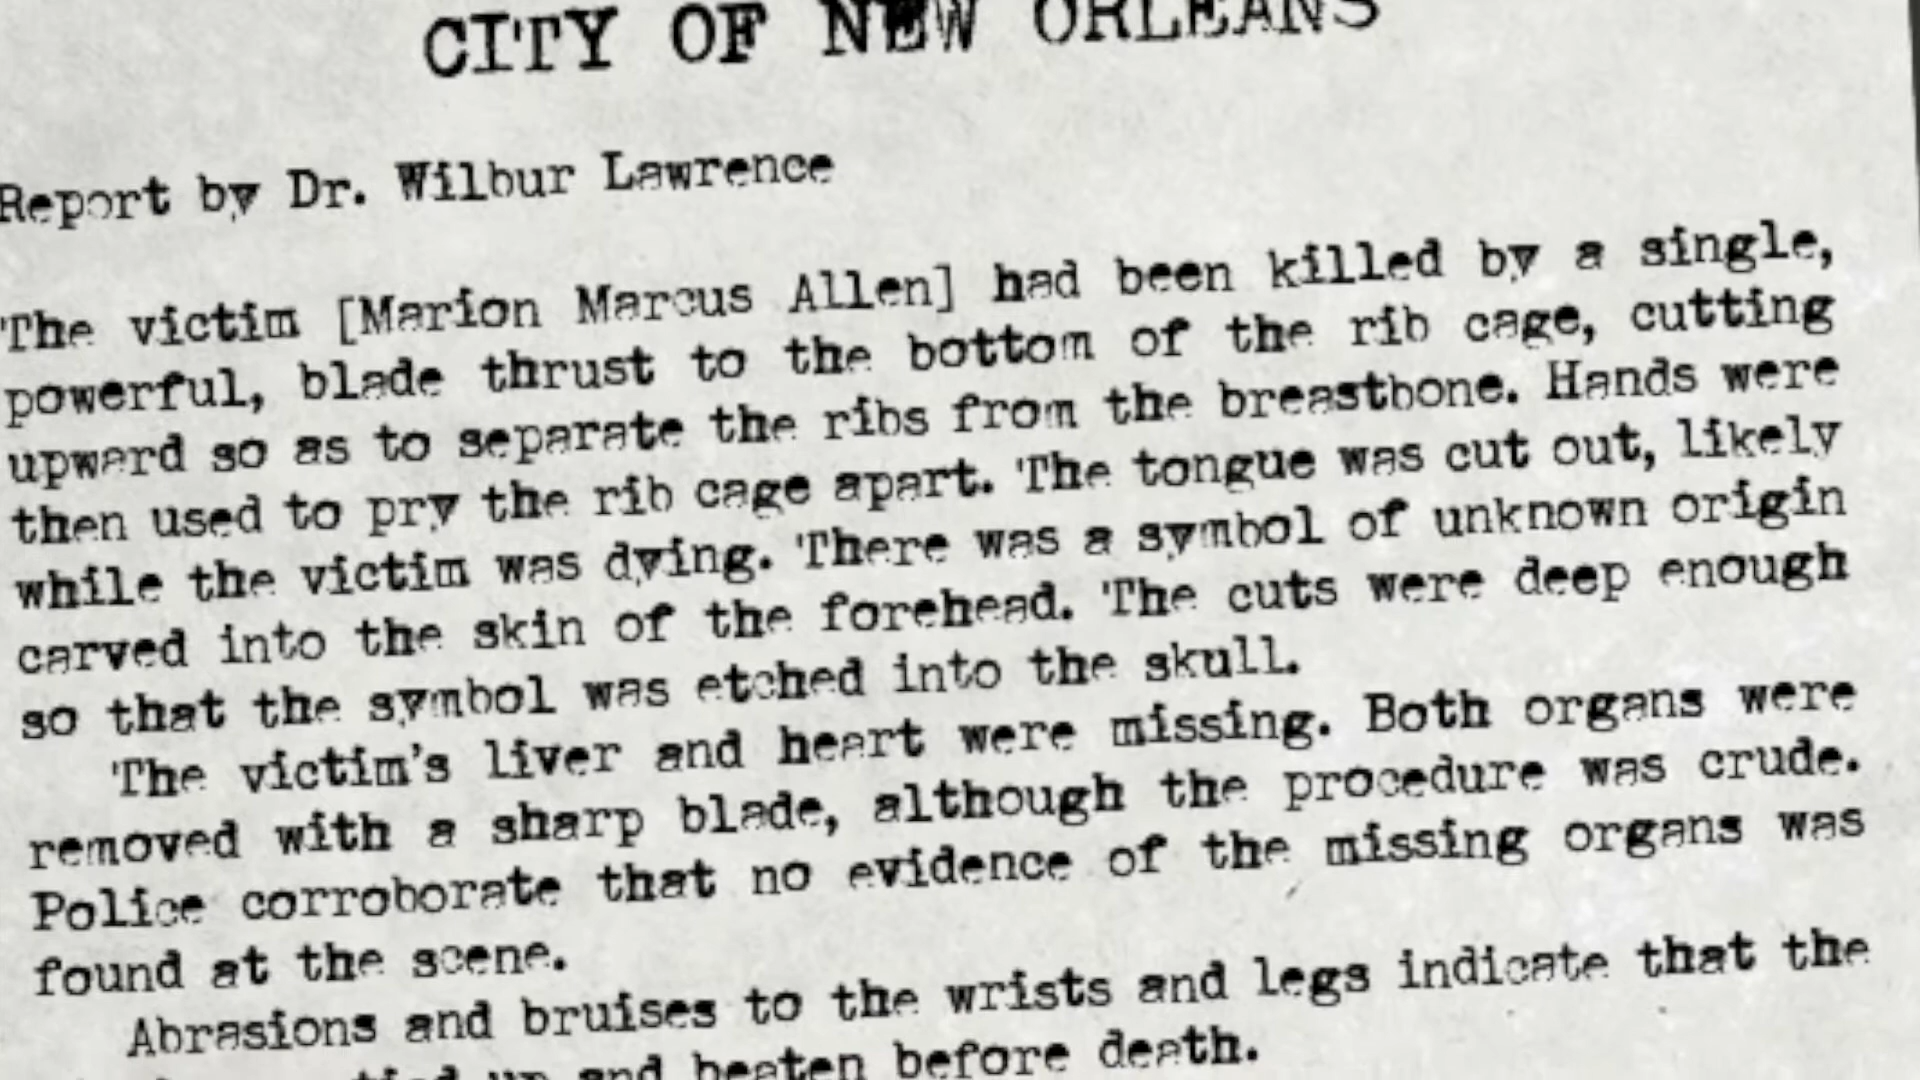 CITY OF NEW ORLEANS
Report by Dr. Wilbur Lawrence
The victim [Marion Marcus Allen] had been killed by a single,
powerful, blade thrust to the bottom of the rib cage, cutting
upward so as to separate the ribs from the breastbone. Hands were
then used to pry the rib cage apart. The tongue was cut out, likely
while the victim was dying. There was a symbol of unknown origin
carved into the skin of the forehead. The cuts were deep enough
so that the symbol was etched into the skull.
The victim's liver and heart were missing. Both organs were
removed with a sharp blade, although the procedure was crude.
Police corroborate that no evidence of the missing organs was
found at the scene.
Abrasions and bruises to the wrists and legs indicate that the
tied up and beaten before death.